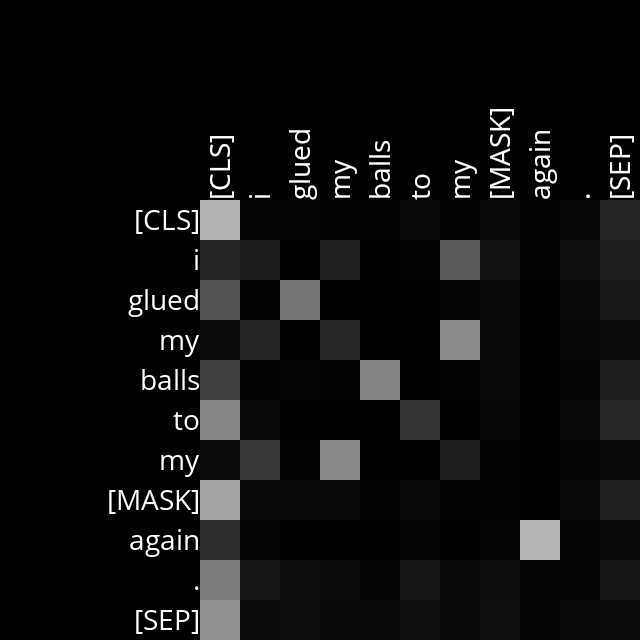 [CLS] i glued my balls to my [MASK] again . [SEP]
[CLS]
i
glued
my
balls
to
my
[MASK]
again
.
[SEP]